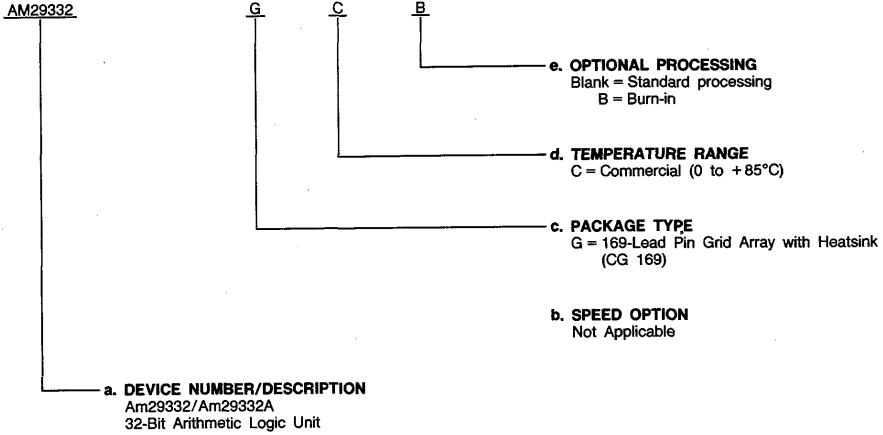 AM29332 G C B
e. OPTIONAL PROCESSING
Blank = Standard processing
B = Burn-in
d. TEMPERATURE RANGE
C = Commercial (0 to +85°C)
c. PACKAGE TYPE
G = 169-Lead Pin Grid Array with Heatsink
(CG 169)
b. SPEED OPTION
Not Applicable
a. DEVICE NUMBER/DESCRIPTION
Am29332/Am29332A
32-Bit Arithmetic Logic Unit